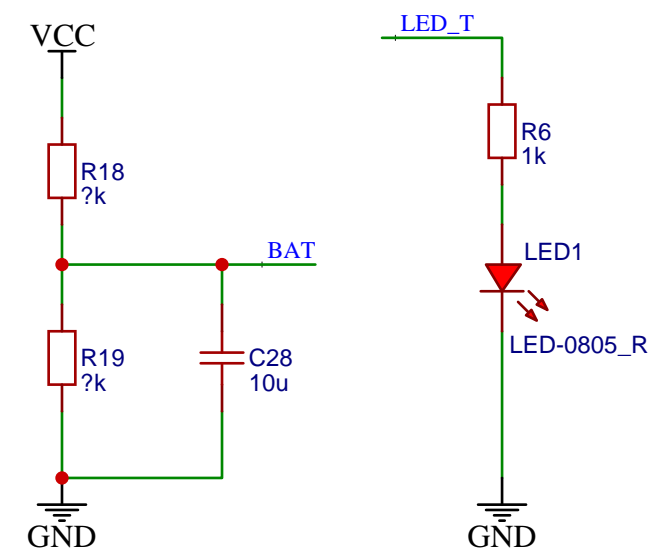 VCC
R18
?k
BAT
R19
?k
C28
10u
GND
LED_T
R6
1k
LED1
LED-0805_R
GND